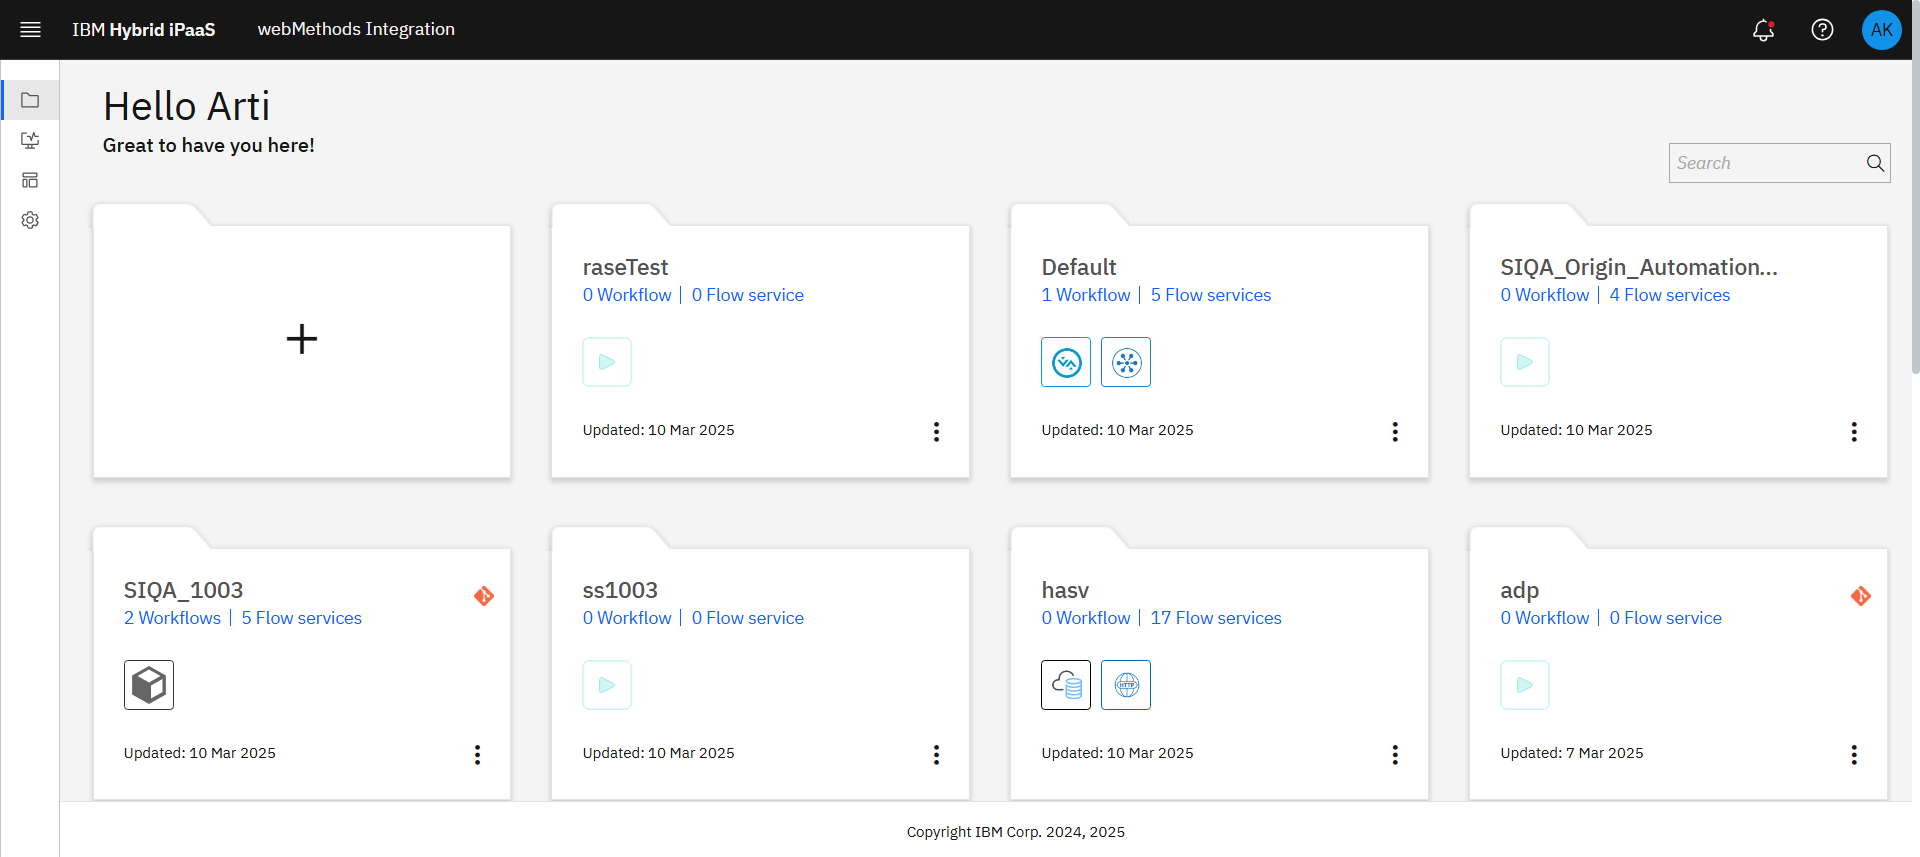 IBM Hybrid iPaaS webMethods Integration AK
Hello Arti
Great to have you here!
Search
raseTest
0 Workflow | 0 Flow service
Updated: 10 Mar 2025
Default
1 Workflow | 5 Flow services
Updated: 10 Mar 2025
SIQA_Origin_Automation...
0 Workflow | 4 Flow services
Updated: 10 Mar 2025
SIQA_1003
2 Workflows | 5 Flow services
Updated: 10 Mar 2025
ss1003
0 Workflow | 0 Flow service
Updated: 10 Mar 2025
hasv
0 Workflow | 17 Flow services
HTTP
Updated: 10 Mar 2025
adp
0 Workflow | 0 Flow service
Updated: 7 Mar 2025
Copyright IBM Corp. 2024, 2025